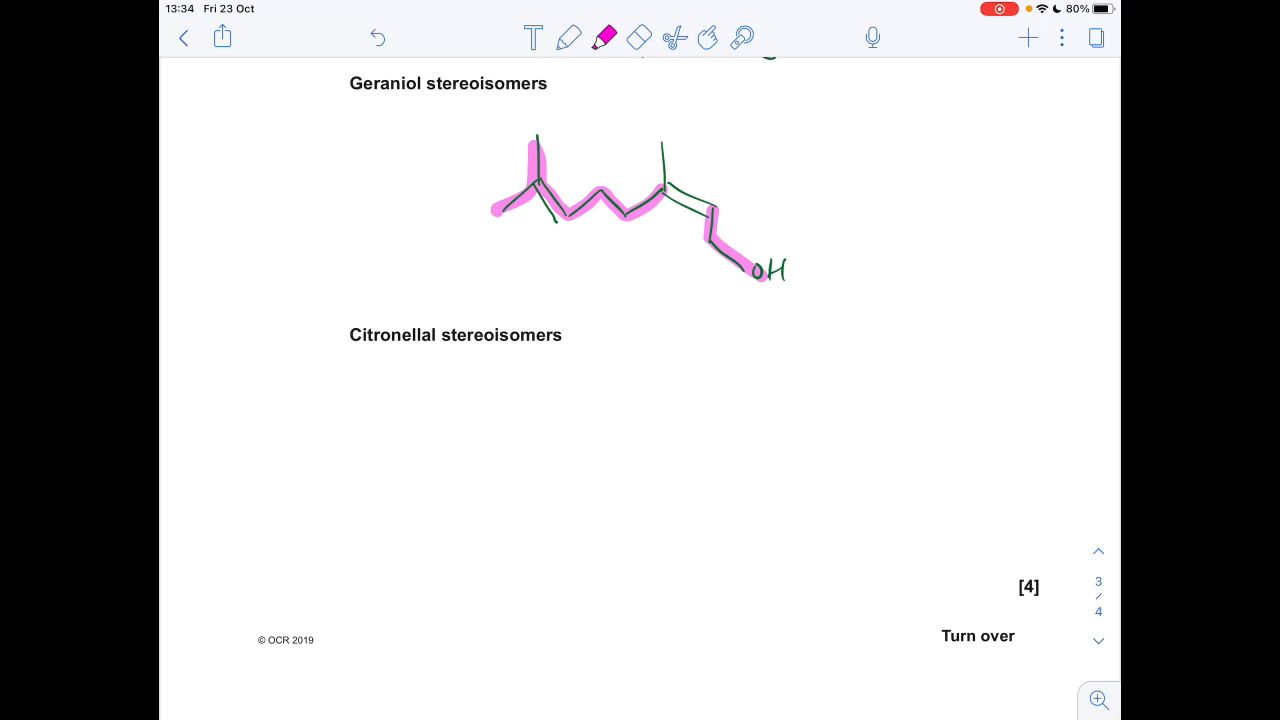 13:34 Fri 23 Oct 80%
T
Geraniol stereoisomers
OH
Citronellal stereoisomers
3
/
4
[4]
© OCR 2019
Turn over